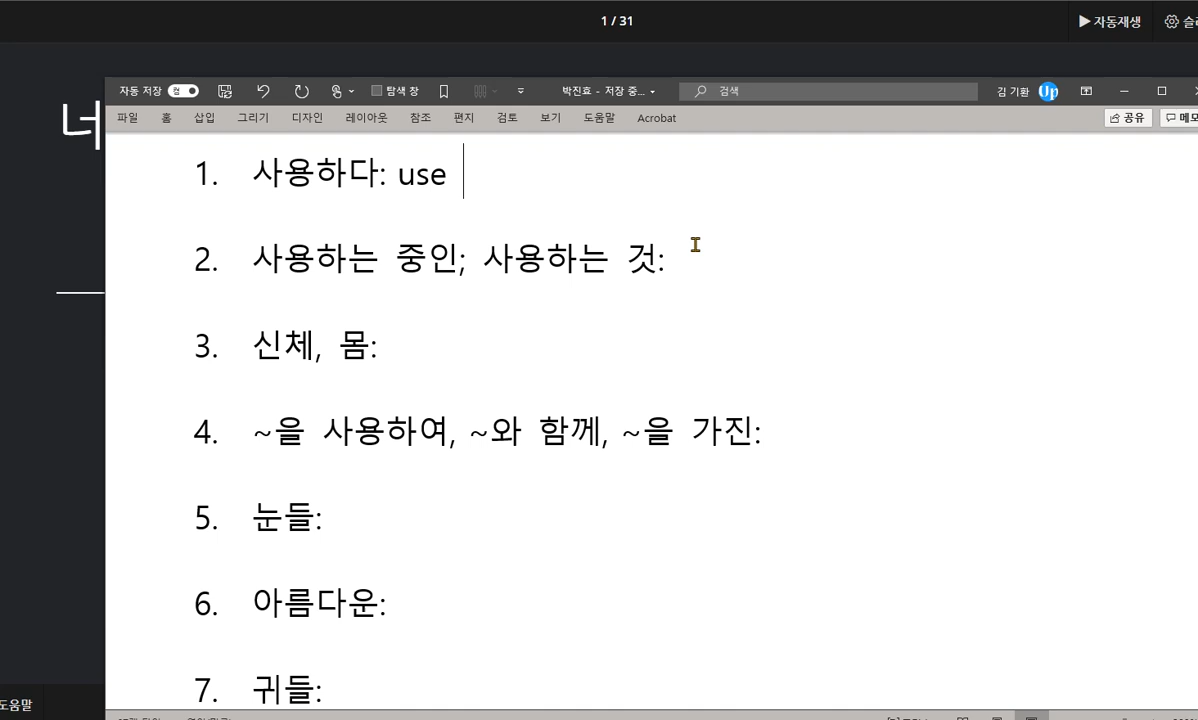 1 / 31
▶ 자동재생
네
자동 저장 컴
탐색 창
박진효 - 저장 중...
검색
김 기환
파일 홈 삽입 그리기 디자인 레이아웃 참조 편지 검토 보기 도움말 Acrobat
공유
1. 사용하다: use
2. 사용하는 중인; 사용하는 것:
3. 신체, 몸:
4. ~을 사용하여, ~와 함께, ~을 가진:
5. 눈들:
6. 아름다운:
7. 귀들:
도움말